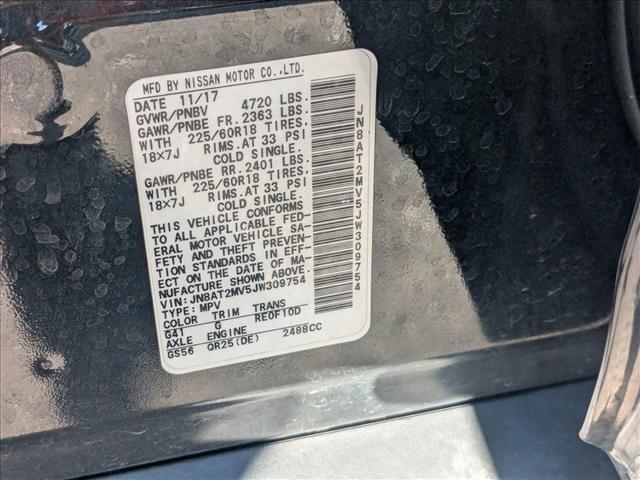 MFD BY NISSAN MOTOR CO.,LTD.
DATE 11/17
GVWR/PNBV 4720 LBS.
GAWR/PNBE FR. 2363 LBS.
WITH 225/60R18 TIRES.
18X7J RIMS. AT 33 PSI
COLD SINGLE.
GAWR/PNBE RR. 2401 LBS.
WITH 225/60R18 TIRES.
18X7J RIMS. AT 33 PSI
COLD SINGLE.
THIS VEHICLE CONFORMS
TO ALL APPLICABLE FED-
ERAL MOTOR VEHICLE SA-
FETY AND THEFT PREVEN-
TION STANDARDS IN EFF-
ECT ON THE DATE OF MA-
NUFACTURE SHOWN ABOVE.
VIN: JN8AT2MV5JW309754
TYPE: MPV
COLOR TRIM TRANS
G41 G RE0F10D
AXLE ENGINE
GS56 QR25(DE) 2488CC
JN8AT2MV5JW309754